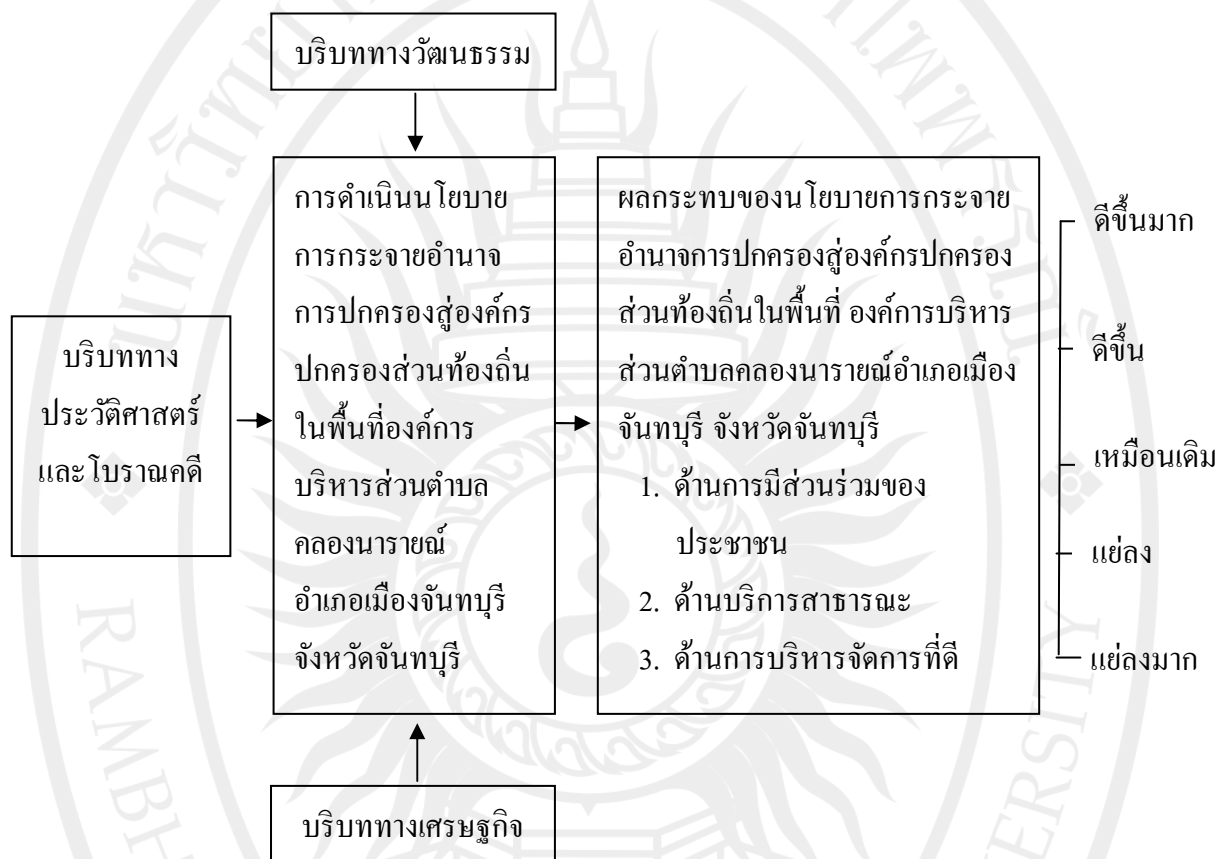 บริบททางวัฒนธรรม
บริบททาง
ประวัติศาสตร์
และโบราณคดี
การดำเนินนโยบาย
การกระจายอำนาจ
การปกครองสู่องค์กร
ปกครองส่วนท้องถิ่น
ในพื้นที่องค์การ
บริหารส่วนตำบล
คลองนารายณ์
อำเภอเมืองจันทบุรี
จังหวัดจันทบุรี
บริบททางเศรษฐกิจ
ผลกระทบของนโยบายการกระจาย
อำนาจการปกครองสู่องค์กรปกครอง
ส่วนท้องถิ่นในพื้นที่ องค์การบริหาร
ส่วนตำบลคลองนารายณ์อำเภอเมือง
จันทบุรี จังหวัดจันทบุรี
1. ด้านการมีส่วนร่วมของ
ประชาชน
2. ด้านบริการสาธารณะ
3. ด้านการบริหารจัดการที่ดี
ดีขึ้นมาก
ดีขึ้น
เหมือนเดิม
แย่ลง
แย่ลงมาก